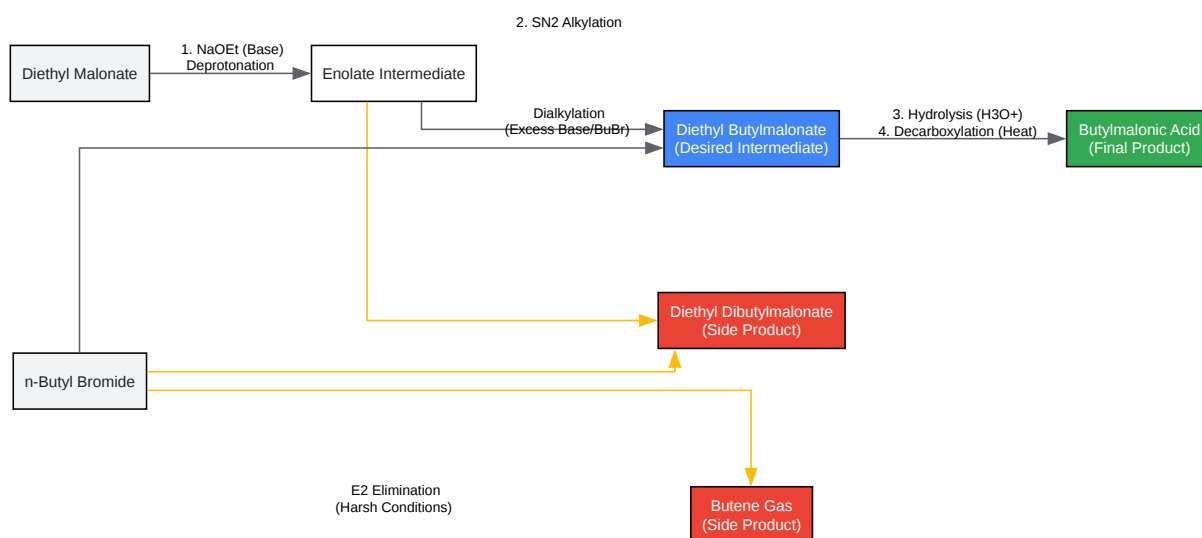 2. SN2 Alkylation
1. NaOEt (Base)
Deprotonation
Diethyl Malonate
Enolate Intermediate
Dialkylation
(Excess Base/BuBr)
Diethyl Butylmalonate
(Desired Intermediate)
3. Hydrolysis (H3O+)
4. Decarboxylation (Heat)
Butylmalonic Acid
(Final Product)
Diethyl Dibutylmalonate
(Side Product)
n-Butyl Bromide
E2 Elimination
(Harsh Conditions)
Butene Gas
(Side Product)